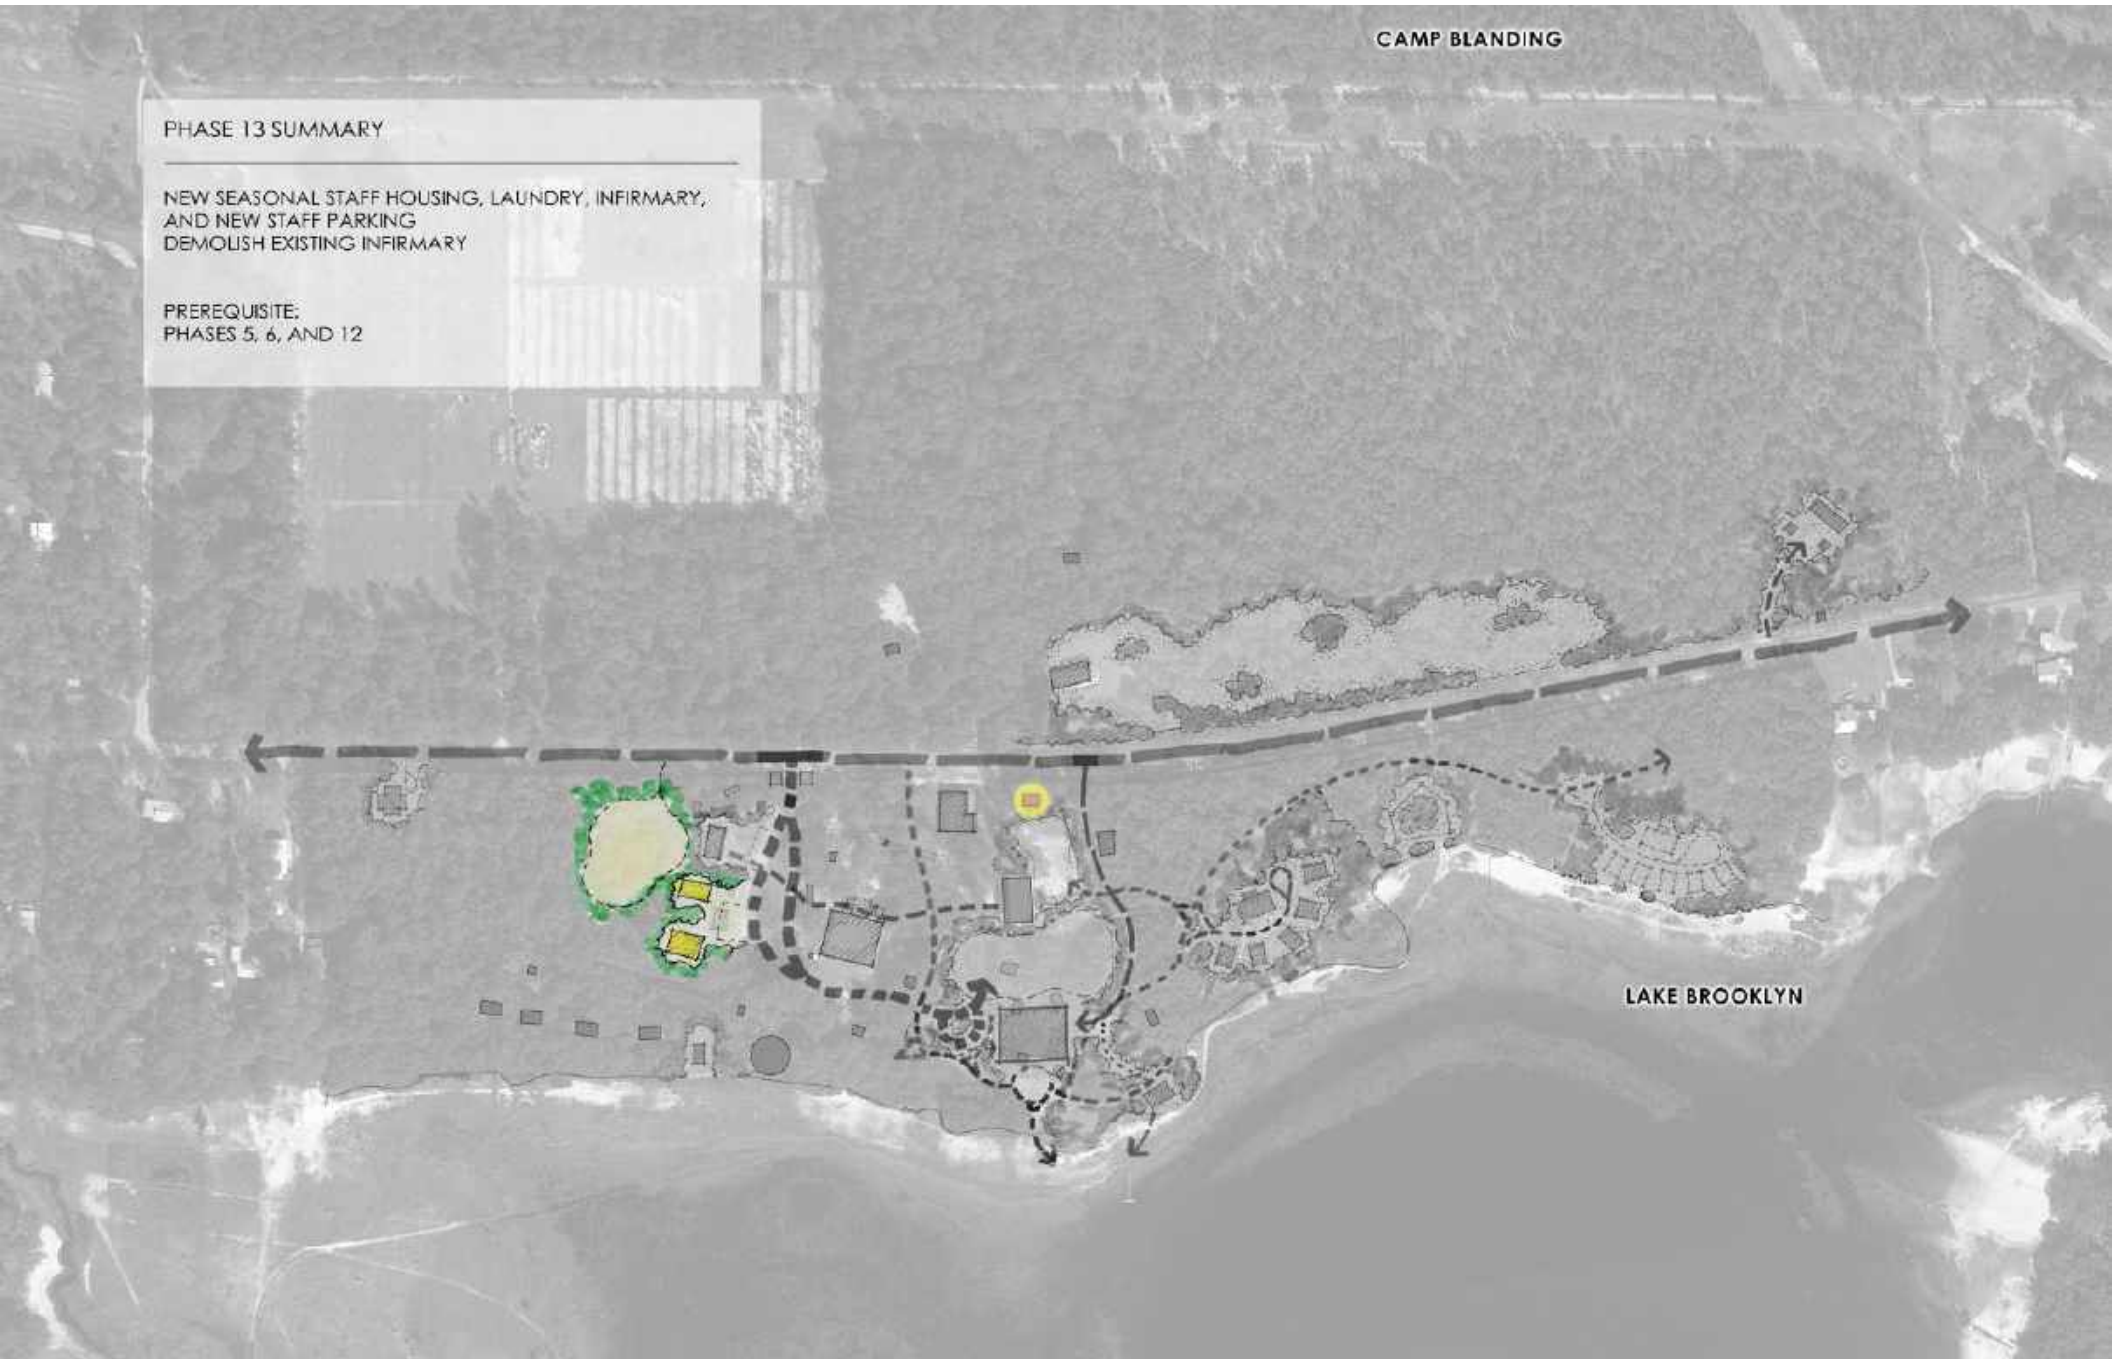 CAMP BLANDING
PHASE 13 SUMMARY
NEW SEASONAL STAFF HOUSING, LAUNDRY, INFIRMARY,
AND NEW STAFF PARKING
DEMOLISH EXISTING INFIRMARY
PREREQUISITE:
PHASES 5, 6, AND 12
LAKE BROOKLYN